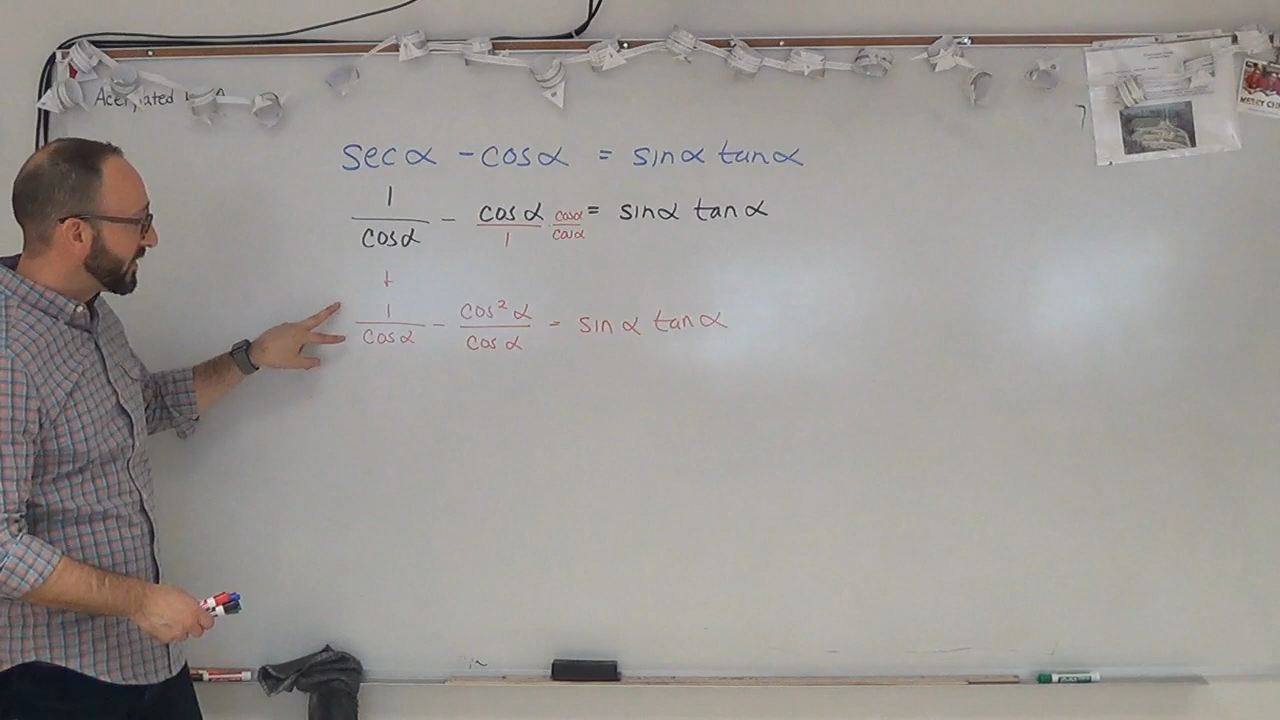 sec α - cos α = sin α tan α
1/cos α - cos α/1 · cos α/cos α = sin α tan α
1/cos α - cos² α/cos α = sin α tan α